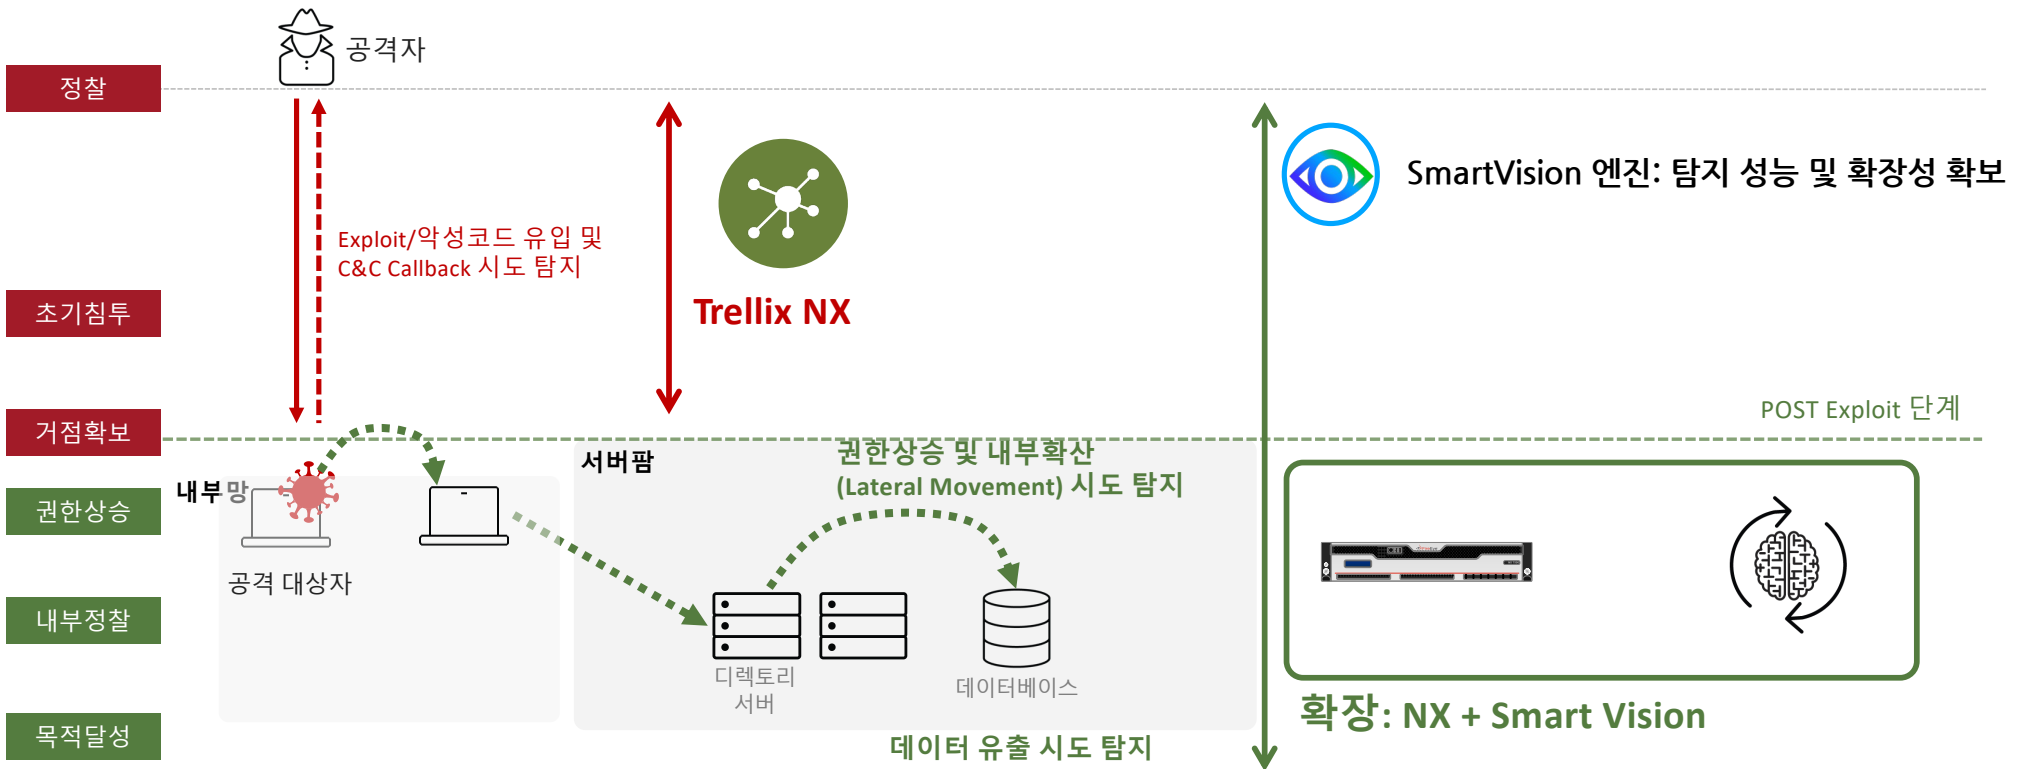 공격자
정찰
SmartVision 엔진: 탐지 성능 및 확장성 확보
Exploit/악성코드 유입 및
C&C Callback 시도 탐지
Trellix NX
초기침투
POST Exploit 단계
거점확보
서버팜
권한상승 및 내부확산
(Lateral Movement) 시도 탐지
내부망
권한상승
공격 대상자
내부정찰
디렉토리
서버
데이터베이스
확장: NX + Smart Vision
목적달성
데이터 유출 시도 탐지